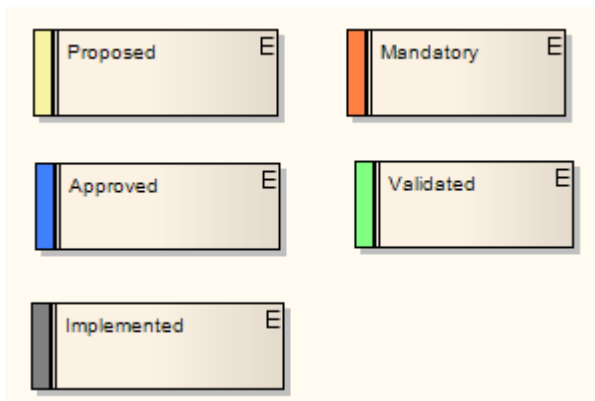 Proposed E
Mandatory E
Approved E
Validated E
Implemented E